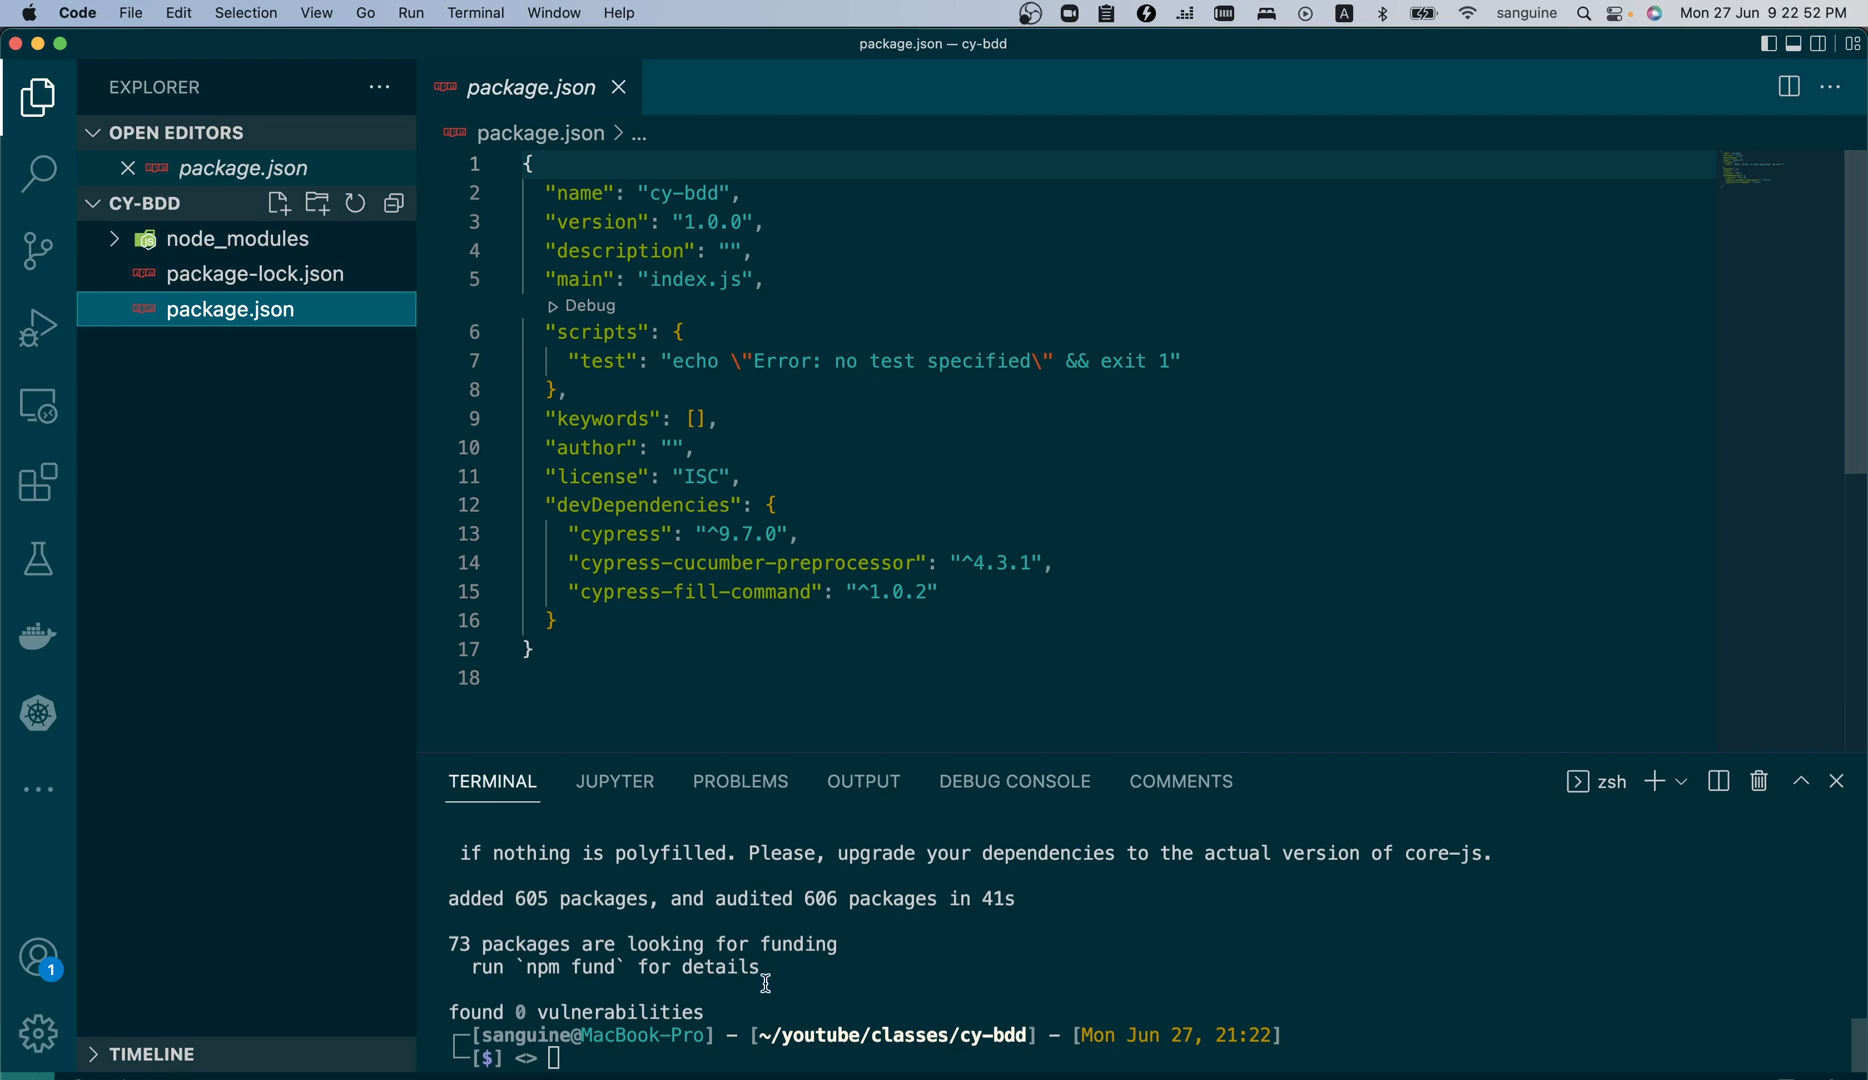 Code File Edit Selection View Go Run Terminal Window Help A sanguine Mon 27 Jun 9 22 52 PM
package.json — cy-bdd
EXPLORER
OPEN EDITORS
package.json
CY-BDD
node_modules
package-lock.json
package.json
TIMELINE
1
package.json
package.json > ...
1 {
2 "name": "cy-bdd",
3 "version": "1.0.0",
4 "description": "",
5 "main": "index.js",
Debug
6 "scripts": {
7 "test": "echo \"Error: no test specified\" && exit 1"
8 },
9 "keywords": [],
10 "author": "",
11 "license": "ISC",
12 "devDependencies": {
13 "cypress": "^9.7.0",
14 "cypress-cucumber-preprocessor": "^4.3.1",
15 "cypress-fill-command": "^1.0.2"
16 }
17 }
18
TERMINAL JUPYTER PROBLEMS OUTPUT DEBUG CONSOLE COMMENTS zsh
if nothing is polyfilled. Please, upgrade your dependencies to the actual version of core-js.
added 605 packages, and audited 606 packages in 41s
73 packages are looking for funding
run `npm fund` for details
found 0 vulnerabilities
[sanguine@MacBook-Pro] - [~/youtube/classes/cy-bdd] - [Mon Jun 27, 21:22]
[$] <>